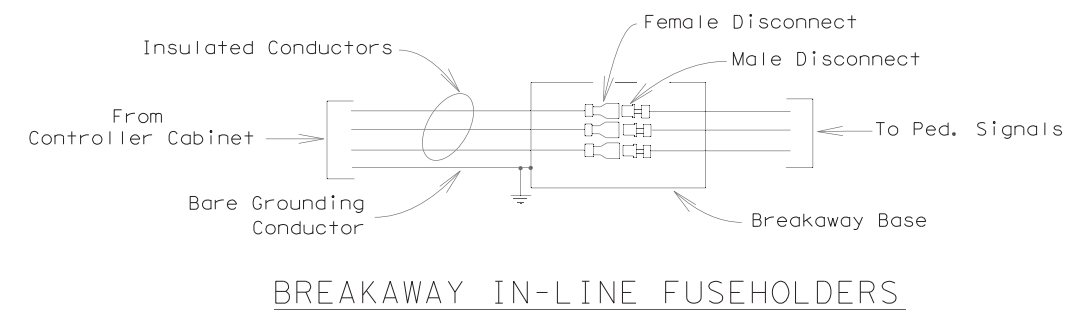 Female Disconnect
Insulated Conductors
Male Disconnect
From
Controller Cabinet
To Ped. Signals
Bare Grounding
Conductor
Breakaway Base
BREAKAWAY IN-LINE FUSEHOLDERS